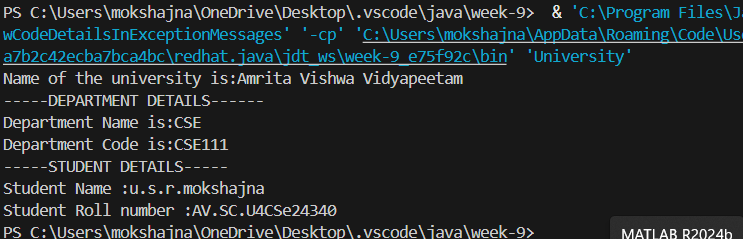 PS C:\Users\mokshajna\OneDrive\Desktop\.vscode\java\week-9>  & 'C:\Program Files\Ja
wCodeDetailsInExceptionMessages' '-cp' 'C:\Users\mokshajna\AppData\Roaming\Code\Use
a7b2c42ecba7bca4bc\redhat.java\jdt_ws\week-9_e75f92c\bin' 'University'
Name of the university is:Amrita Vishwa Vidyapeetam
-----DEPARTMENT DETAILS------
Department Name is:CSE
Department Code is:CSE111
-----STUDENT DETAILS-----
Student Name :u.s.r.mokshajna
Student Roll number :AV.SC.U4CSe24340
PS C:\Users\mokshajna\OneDrive\Desktop\.vscode\java\week-9>
MATLAB R2024b